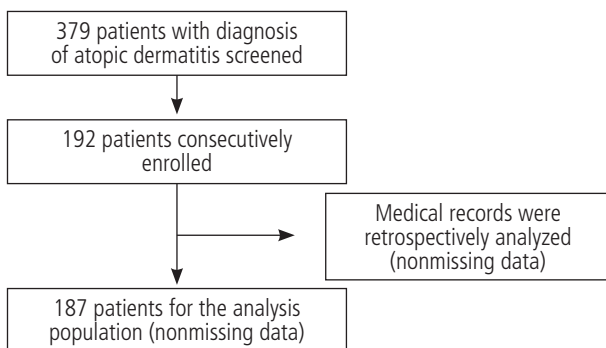 379 patients with diagnosis
of atopic dermatitis screened
192 patients consecutively
enrolled
Medical records were
retrospectively analyzed
(nonmissing data)
187 patients for the analysis
population (nonmissing data)